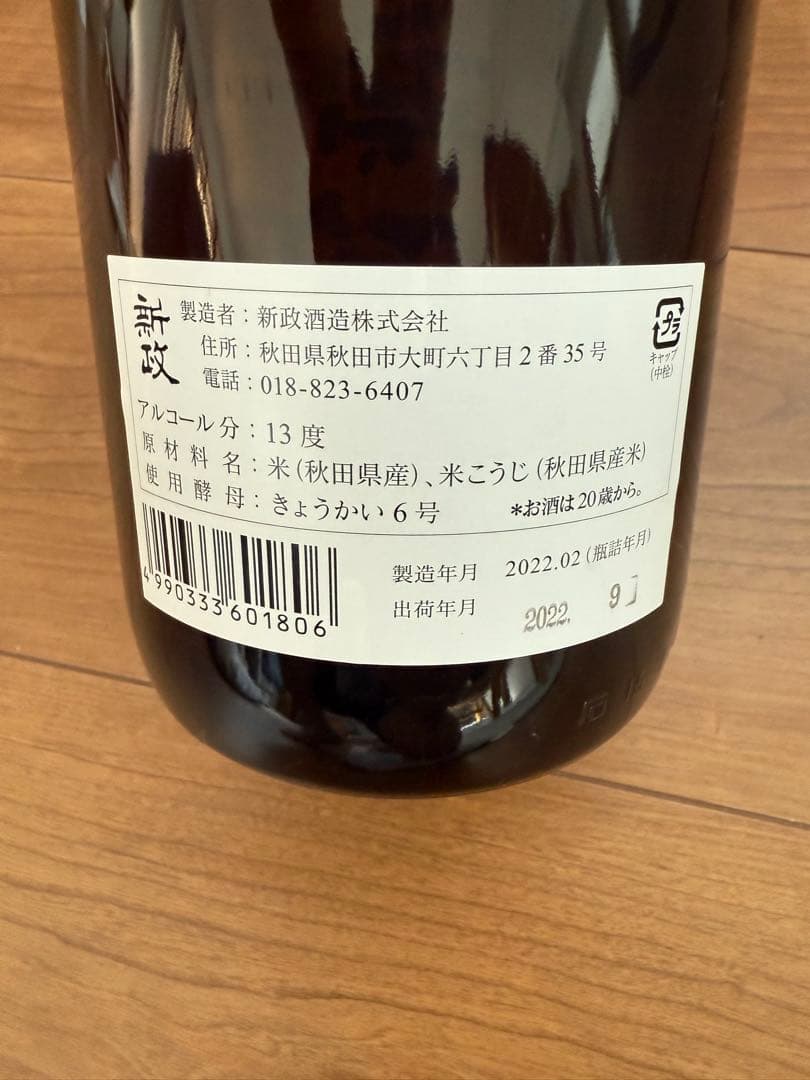 新政
製造者：新政酒造株式会社
住所：秋田県秋田市大町六丁目2番35号
電話：018-823-6407
プラ
キャップ
(中栓)
アルコール分：13度
原材料名：米(秋田県産)、米こうじ(秋田県産米)
使用酵母：きょうかい6号 *お酒は20歳から。
4990333601806
製造年月 2022.02(瓶詰年月)
出荷年月 2022. 9